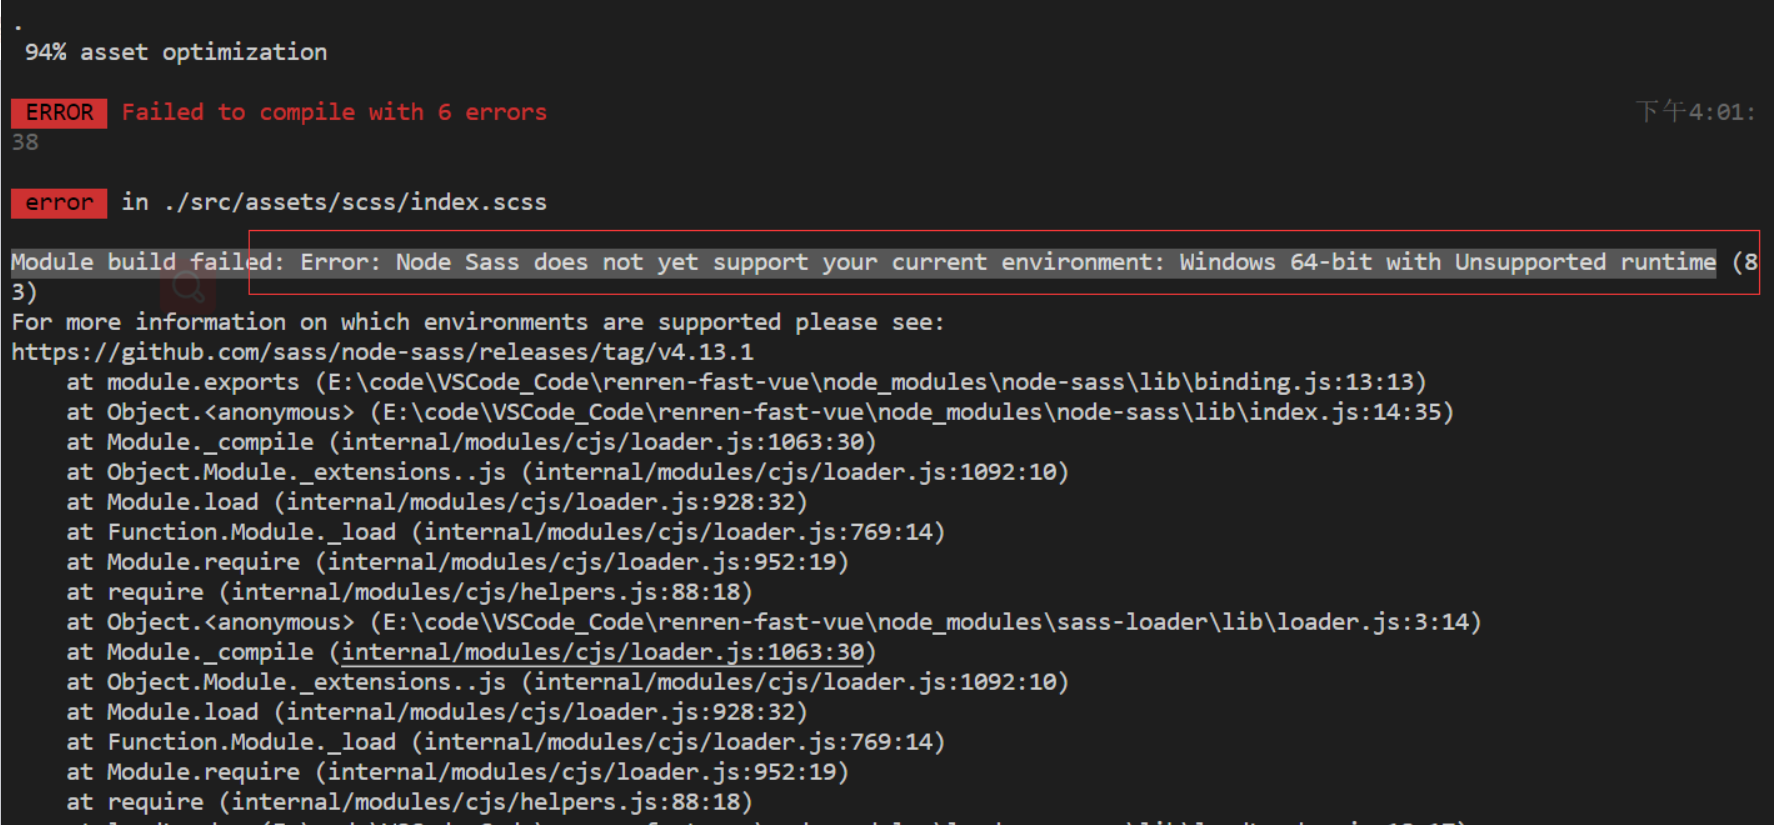 .
94% asset optimization
ERROR Failed to compile with 6 errors 下午4:01:
38
error in ./src/assets/scss/index.scss
Module build failed: Error: Node Sass does not yet support your current environment: Windows 64-bit with Unsupported runtime (8
3)
For more information on which environments are supported please see:
https://github.com/sass/node-sass/releases/tag/v4.13.1
at module.exports (E:\code\VSCode_Code\renren-fast-vue\node_modules\node-sass\lib\binding.js:13:13)
at Object.<anonymous> (E:\code\VSCode_Code\renren-fast-vue\node_modules\node-sass\lib\index.js:14:35)
at Module._compile (internal/modules/cjs/loader.js:1063:30)
at Object.Module._extensions..js (internal/modules/cjs/loader.js:1092:10)
at Module.load (internal/modules/cjs/loader.js:928:32)
at Function.Module._load (internal/modules/cjs/loader.js:769:14)
at Module.require (internal/modules/cjs/loader.js:952:19)
at require (internal/modules/cjs/helpers.js:88:18)
at Object.<anonymous> (E:\code\VSCode_Code\renren-fast-vue\node_modules\sass-loader\lib\loader.js:3:14)
at Module._compile (internal/modules/cjs/loader.js:1063:30)
at Object.Module._extensions..js (internal/modules/cjs/loader.js:1092:10)
at Module.load (internal/modules/cjs/loader.js:928:32)
at Function.Module._load (internal/modules/cjs/loader.js:769:14)
at Module.require (internal/modules/cjs/loader.js:952:19)
at require (internal/modules/cjs/helpers.js:88:18)